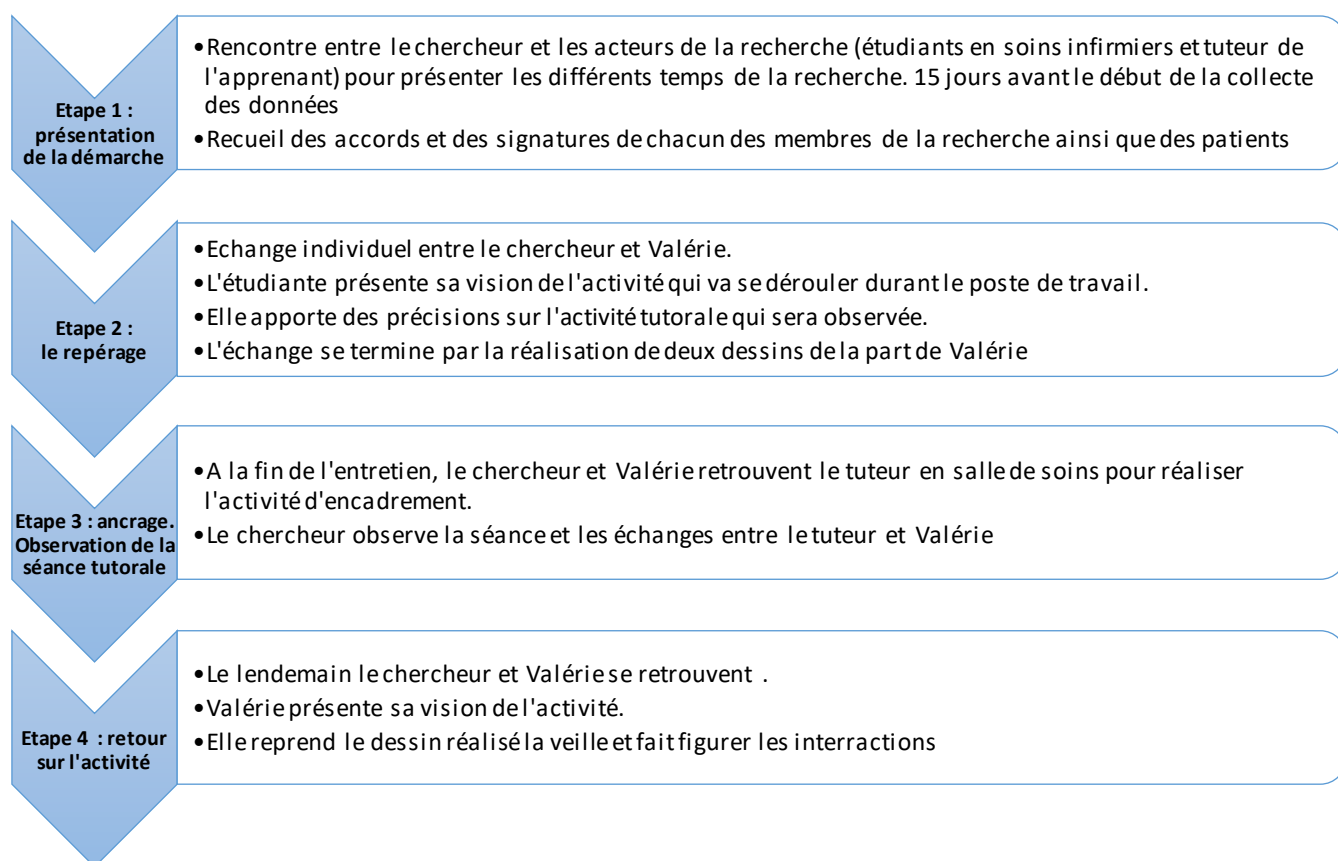 Etape 1 :
présentation
de la démarche
•Rencontre entre le chercheur et les acteurs de la recherche (étudiants en soins infirmiers et tuteur de
l'apprenant) pour présenter les différents temps de la recherche. 15 jours avant le début de la collecte
des données
•Recueil des accords et des signatures de chacun des membres de la recherche ainsi que des patients
Etape 2 :
le repérage
•Echange individuel entre le chercheur et Valérie.
•L'étudiante présente sa vision de l'activité qui va se dérouler durant le poste de travail.
•Elle apporte des précisions sur l'activité tutorale qui sera observée.
•L'échange se termine par la réalisation de deux dessins de la part de Valérie
Etape 3 : ancrage.
Observation de la
séance tutorale
•A la fin de l'entretien, le chercheur et Valérie retrouvent le tuteur en salle de soins pour réaliser
l'activité d'encadrement.
•Le chercheur observe la séance et les échanges entre le tuteur et Valérie
Etape 4 : retour
sur l'activité
•Le lendemain le chercheur et Valérie se retrouvent .
•Valérie présente sa vision de l'activité.
•Elle reprend le dessin réalisé la veille et fait figurer les interractions